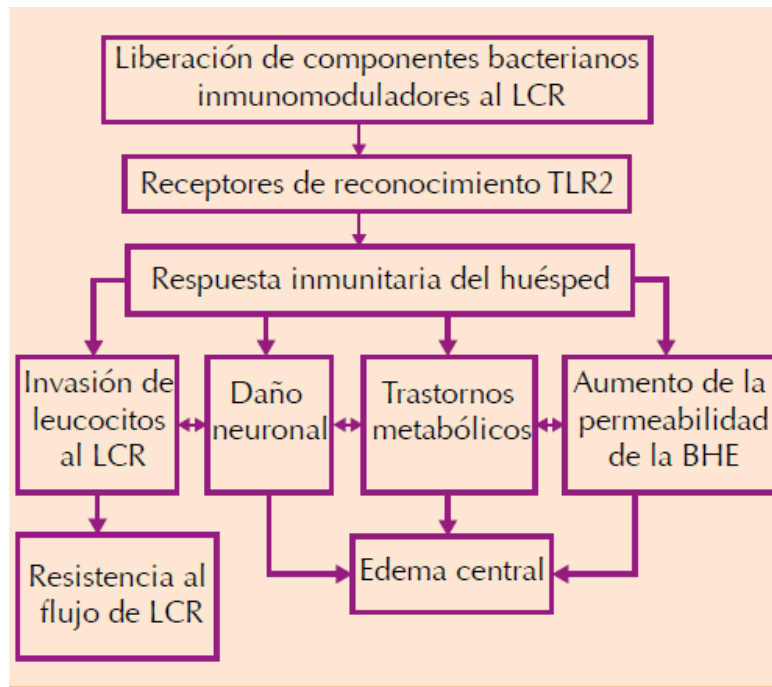 Liberación de componentes bacterianos
inmunomoduladores al LCR
Receptores de reconocimiento TLR2
Respuesta inmunitaria del huésped
Invasión de
leucocitos
al LCR
Daño
neuronal
Trastornos
metabólicos
Aumento de la
permeabilidad
de la BHE
Resistencia al
flujo de LCR
Edema central